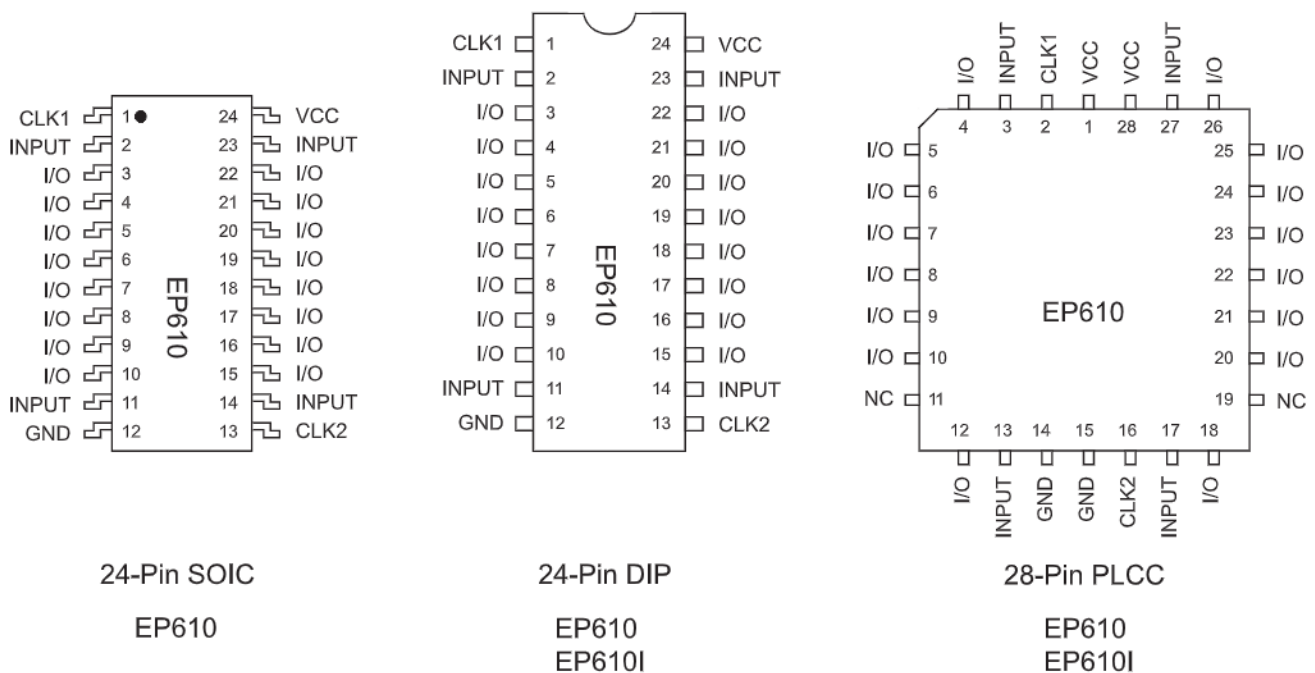 CLK1 1 24 VCC
INPUT 2 23 INPUT
I/O 3 22 I/O
I/O 4 21 I/O
I/O 5 20 I/O
I/O 6 19 I/O
I/O 7 18 I/O
I/O 8 17 I/O
I/O 9 16 I/O
I/O 10 15 I/O
INPUT 11 14 INPUT
GND 12 13 CLK2
EP610
24-Pin SOIC
EP610
CLK1 1 24 VCC
INPUT 2 23 INPUT
I/O 3 22 I/O
I/O 4 21 I/O
I/O 5 20 I/O
I/O 6 19 I/O
I/O 7 18 I/O
I/O 8 17 I/O
I/O 9 16 I/O
I/O 10 15 I/O
INPUT 11 14 INPUT
GND 12 13 CLK2
EP610
24-Pin DIP
EP610
EP610I
I/O INPUT CLK1 VCC VCC INPUT I/O
4 3 2 1 28 27 26
I/O 5 25 I/O
I/O 6 24 I/O
I/O 7 23 I/O
I/O 8 22 I/O
I/O 9 21 I/O
I/O 10 20 I/O
NC 11 19 NC
EP610
12 13 14 15 16 17 18
I/O INPUT GND GND CLK2 INPUT I/O
28-Pin PLCC
EP610
EP610I